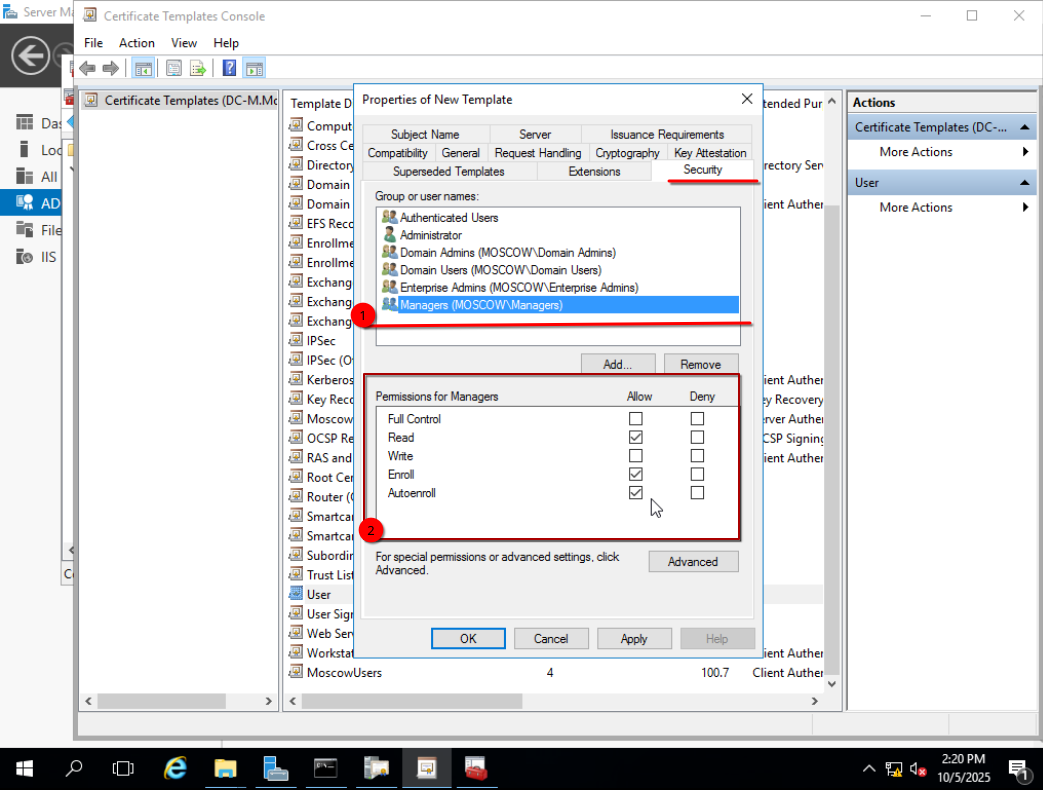 Server Ma
Certificate Templates Console
File Action View Help
Certificate Templates (DC-M.Mc
Template D
tended Pur
Actions
Certificate Templates (DC-...
More Actions
User
More Actions
Das
Loc
All
AD
File
IIS
Comput
Cross Ce
Directory
rectory Serv
Domain
Domain
ient Auther
EFS Reco
Enrollme
Enrollme
Exchang
Exchang
Exchang
IPSec
IPSec (O
Kerberos
ient Auther
Key Reco
ey Recovery
Moscow
rver Auther
OCSP Re
CSP Signing
RAS and
ient Auther
Root Cer
Router (
Smartcar
Smartcar
Subordin
Trust List
User
User Sign
Web Serv
Workstat
ient Auther
MoscowUsers 4 100.7 Client Auther
Properties of New Template
Subject Name Server Issuance Requirements
Compatibility General Request Handling Cryptography Key Attestation
Superseded Templates Extensions Security
Group or user names:
Authenticated Users
Administrator
Domain Admins (MOSCOW\Domain Admins)
Domain Users (MOSCOW\Domain Users)
Enterprise Admins (MOSCOW\Enterprise Admins)
Managers (MOSCOW\Managers)
1
Add... Remove
Permissions for Managers Allow Deny
Full Control
Read
Write
Enroll
Autoenroll
2
For special permissions or advanced settings, click
Advanced.
Advanced
OK Cancel Apply Help
2:20 PM
10/5/2025
1